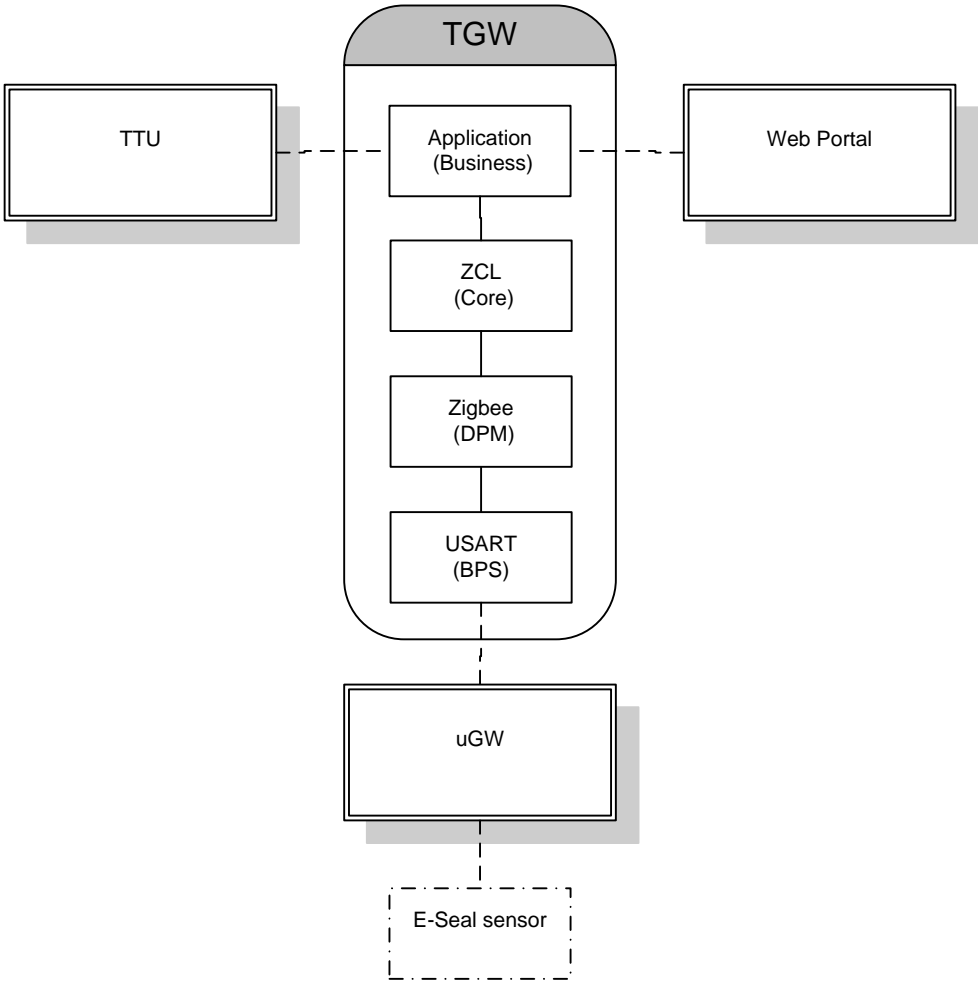 TGW
TTU
Application
(Business)
Web Portal
ZCL
(Core)
Zigbee
(DPM)
USART
(BPS)
uGW
E-Seal sensor